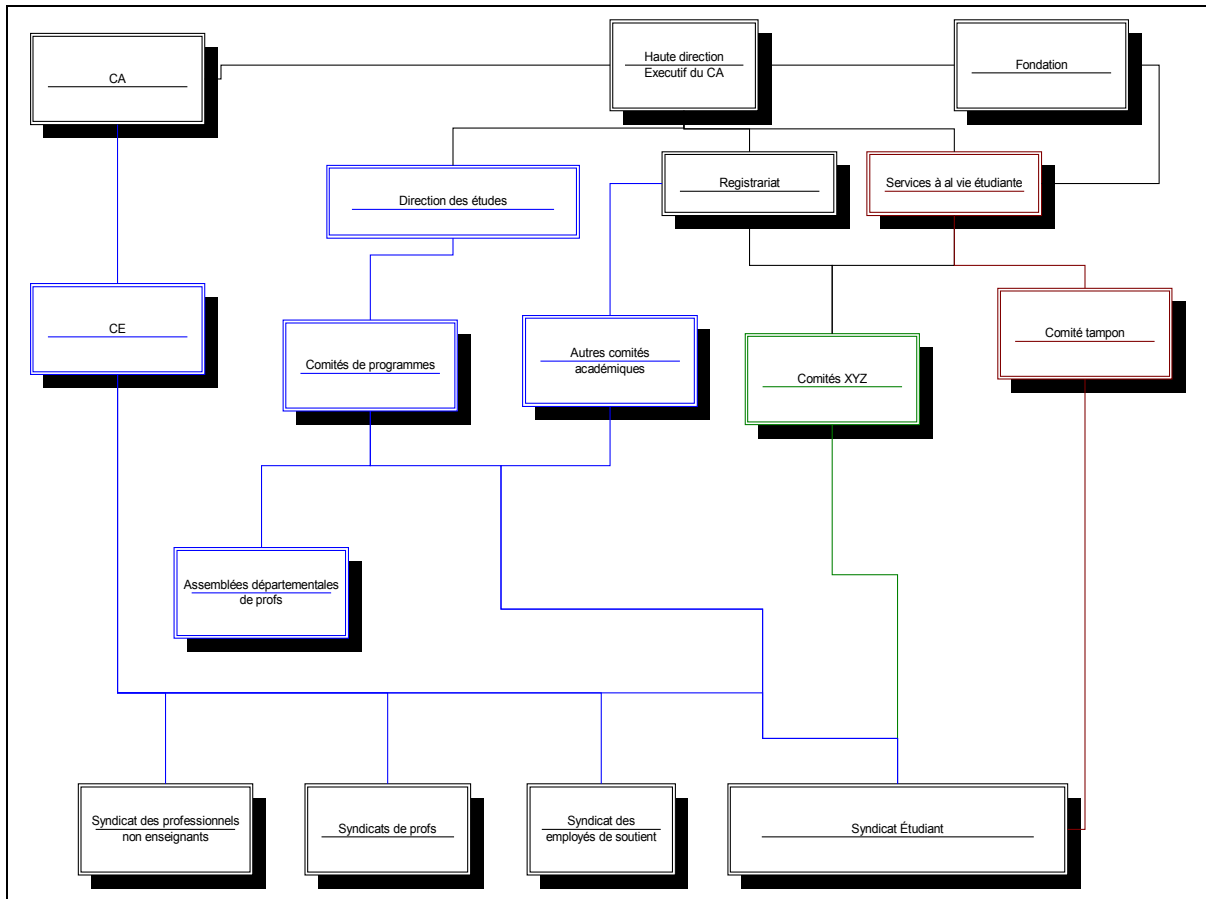 CA
Haute direction
Executif du CA
Fondation
Direction des études
Registrariat
Services à al vie étudiante
CE
Comités de programmes
Autres comités
académiques
Comités XYZ
Comité tampon
Assemblées départementales
de profs
Syndicat des professionnels
non enseignants
Syndicats de profs
Syndicat des
employés de soutient
Syndicat Étudiant